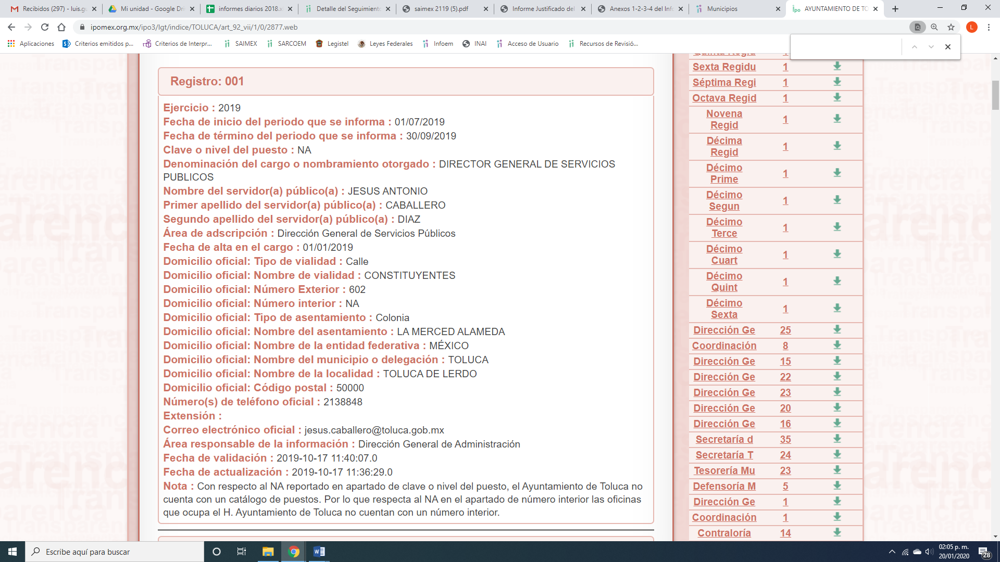 Recibidos (297) - luis.gu
Mi unidad - Google Dri
informes diarios 2018.x
Detalle del Seguimiento
saimex 2119 (5).pdf
Informe Justificado del
Anexos 1-2-3-4 del Info
Municipios
AYUNTAMIENTO DE TO
ipomex.org.mx/ipo3/lgt/indice/TOLUCA/art_92_vii/1/0/2877.web
L
Aplicaciones
Criterios emitidos p...
Criterios de Interpr...
SAIMEX
SARCOEM
Legistel
Leyes Federales
Infoem
INAI
Acceso de Usuario
Recursos de Revisió...
Registro: 001
Ejercicio : 2019
Fecha de inicio del periodo que se informa : 01/07/2019
Fecha de término del periodo que se informa : 30/09/2019
Clave o nivel del puesto : NA
Denominación del cargo o nombramiento otorgado : DIRECTOR GENERAL DE SERVICIOS
PUBLICOS
Nombre del servidor(a) público(a) : JESUS ANTONIO
Primer apellido del servidor(a) público(a) : CABALLERO
Segundo apellido del servidor(a) público(a) : DIAZ
Área de adscripción : Dirección General de Servicios Públicos
Fecha de alta en el cargo : 01/01/2019
Domicilio oficial: Tipo de vialidad : Calle
Domicilio oficial: Nombre de vialidad : CONSTITUYENTES
Domicilio oficial: Número Exterior : 602
Domicilio oficial: Número interior : NA
Domicilio oficial: Tipo de asentamiento : Colonia
Domicilio oficial: Nombre del asentamiento : LA MERCED ALAMEDA
Domicilio oficial: Nombre de la entidad federativa : MÉXICO
Domicilio oficial: Nombre del municipio o delegación : TOLUCA
Domicilio oficial: Nombre de la localidad : TOLUCA DE LERDO
Domicilio oficial: Código postal : 50000
Número(s) de teléfono oficial : 2138848
Extensión :
Correo electrónico oficial : jesus.caballero@toluca.gob.mx
Área responsable de la información : Dirección General de Administración
Fecha de validación : 2019-10-17 11:40:07.0
Fecha de actualización : 2019-10-17 11:36:29.0
Nota : Con respecto al NA reportado en apartado de clave o nivel del puesto, el Ayuntamiento de Toluca no
cuenta con un catálogo de puestos. Por lo que respecta al NA en el apartado de número interior las oficinas
que ocupa el H. Ayuntamiento de Toluca no cuentan con un número interior.
Sexta Regidu 1
Séptima Regi 1
Octava Regid 1
Novena
Regid 1
Décima
Regid 1
Décimo
Prime 1
Décimo
Segun 1
Décimo
Terce 1
Décimo
Cuart 1
Décimo
Quint 1
Décimo
Sexta 1
Dirección Ge 25
Coordinación 8
Dirección Ge 15
Dirección Ge 22
Dirección Ge 23
Dirección Ge 20
Dirección Ge 16
Secretaría d 35
Secretaría T 24
Tesorería Mu 23
Defensoría M 5
Dirección Ge 1
Coordinación 1
Contraloría 14
Escribe aquí para buscar
02:05 p. m.
20/01/2020
28